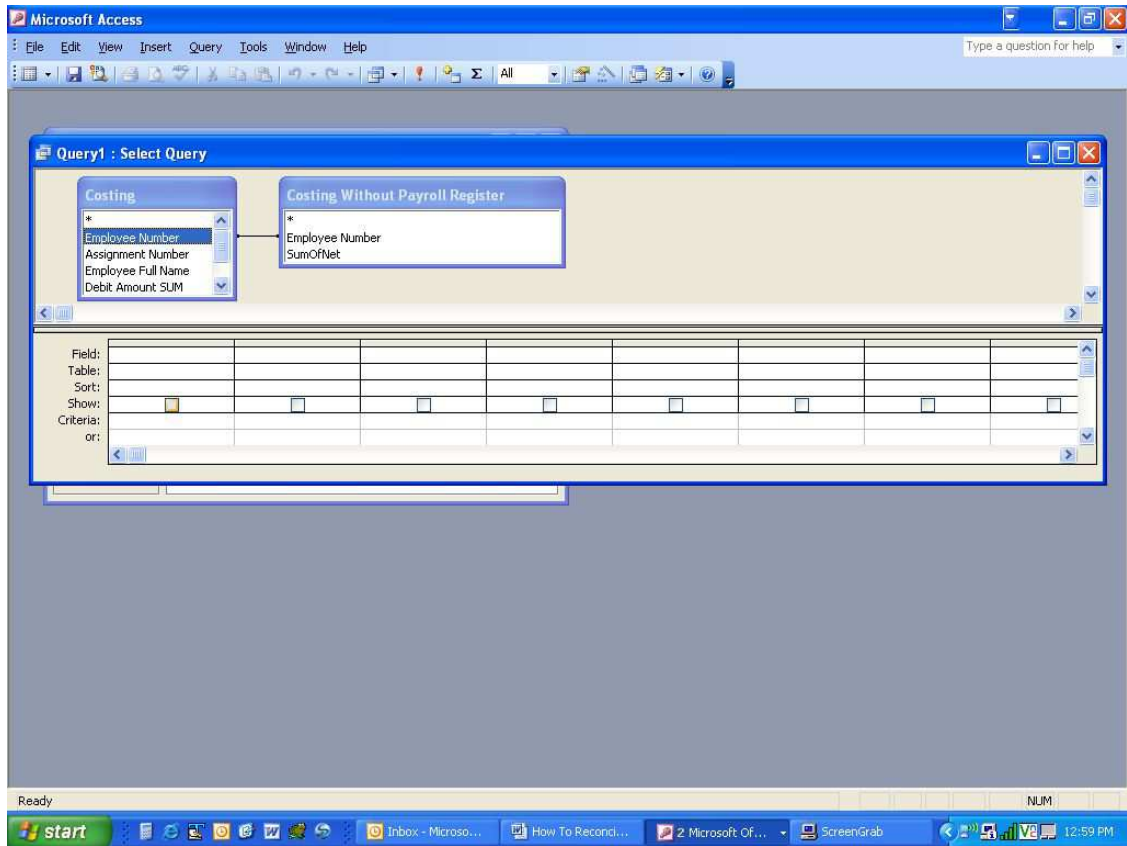 Microsoft Access
File Edit View Insert Query Tools Window Help
Type a question for help
All
Query1 : Select Query
Costing
*
Employee Number
Assignment Number
Employee Full Name
Debit Amount SUM
Costing Without Payroll Register
*
Employee Number
SumOfNet
Field:
Table:
Sort:
Show:
Criteria:
or:
Ready
NUM
start
Inbox - Microso...
How To Reconci...
2 Microsoft Of...
ScreenGrab
12:59 PM